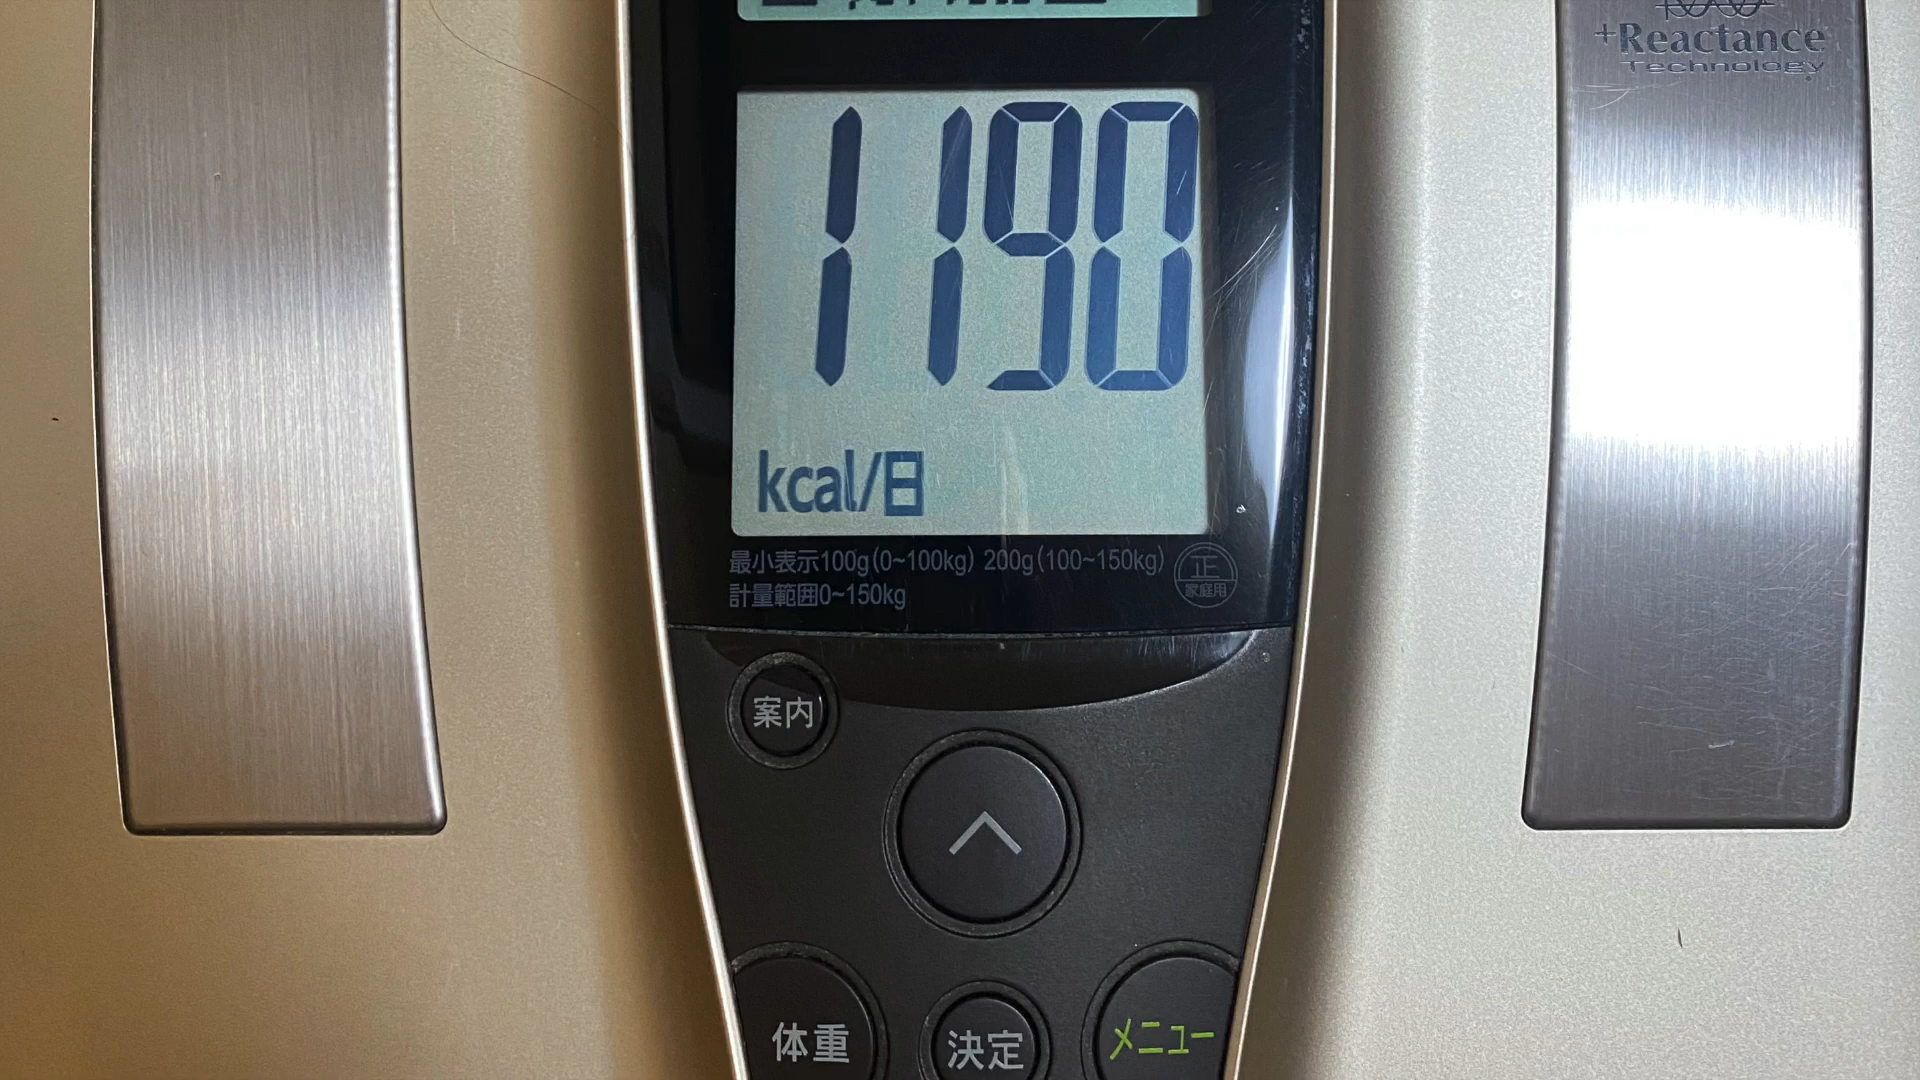 +Reactance
Technology
1190
kcal/日
最小表示100g(0~100kg) 200g(100~150kg)
計量範囲0~150kg
正
家庭用
案内
体重
決定
メニュー